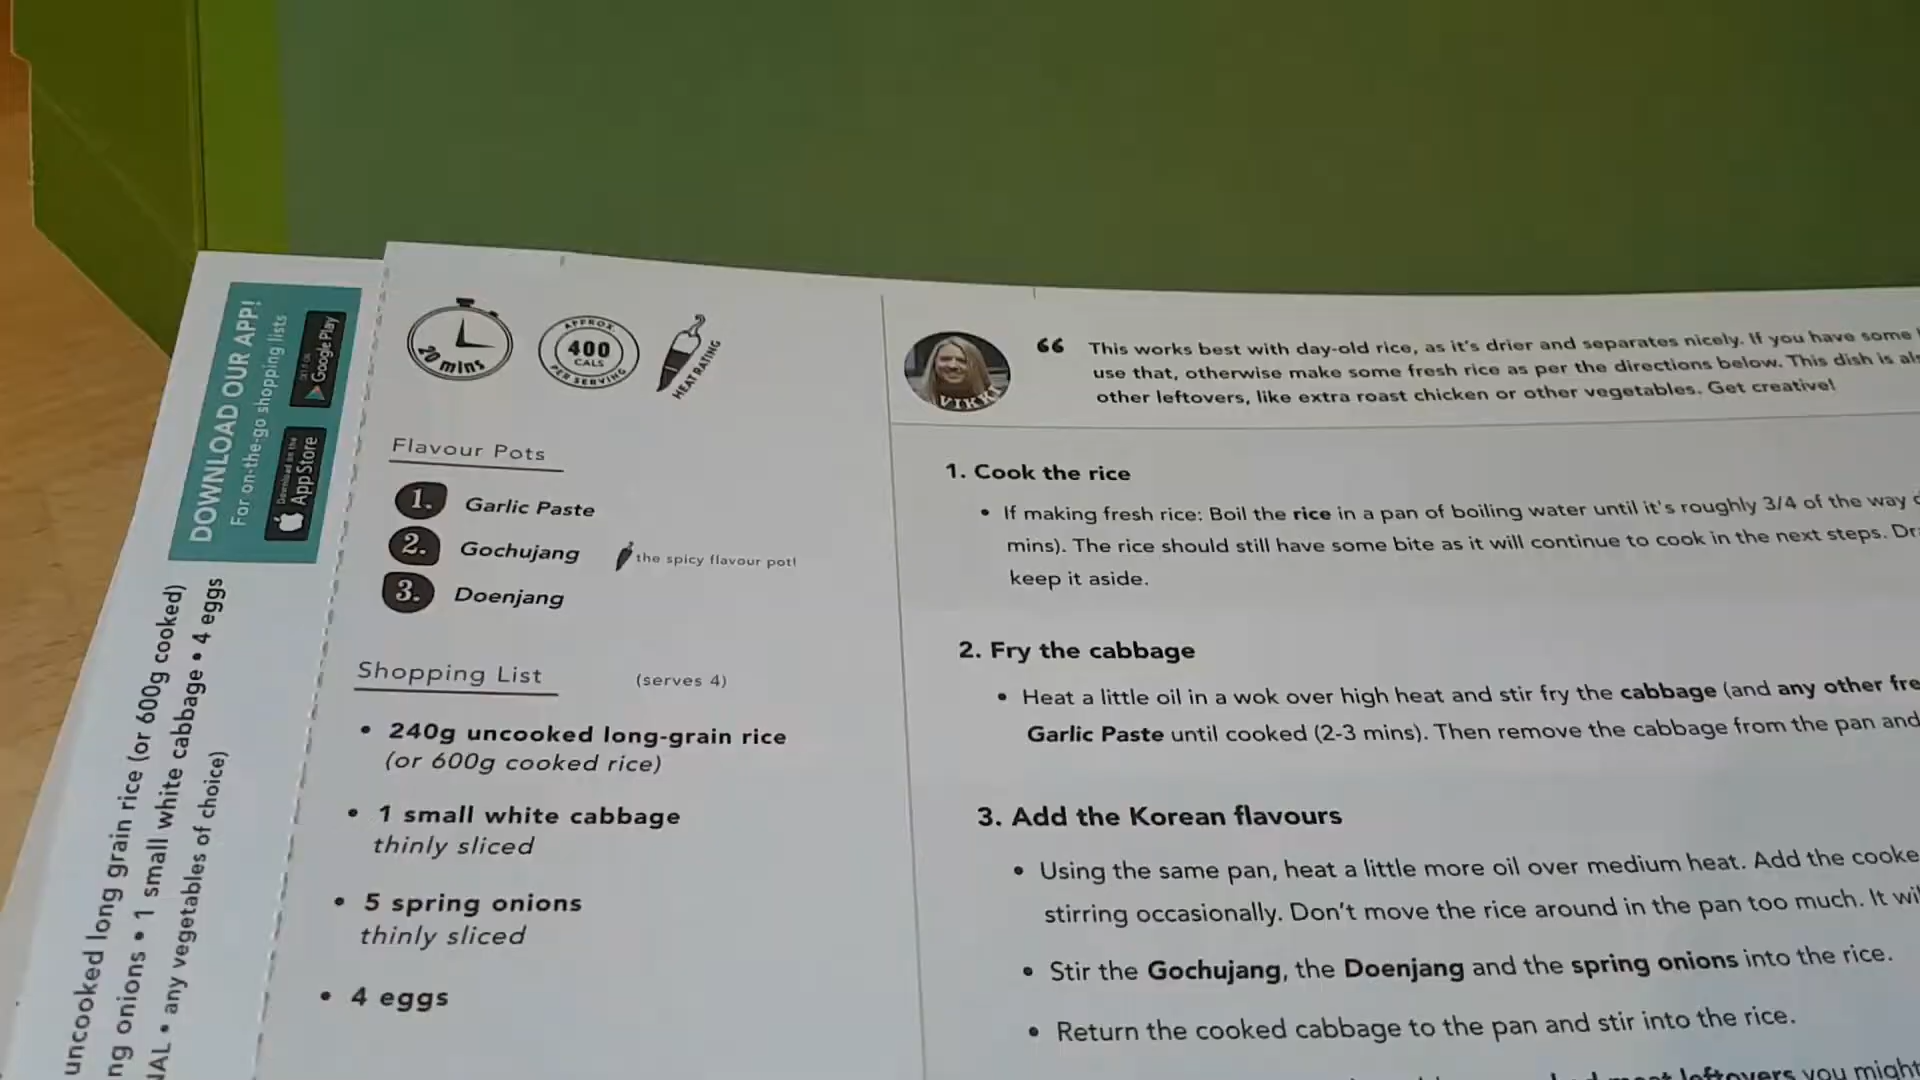 DOWNLOAD OUR APP!
For on-the-go shopping lists
GET IT ON
Google Play
Download on the
App Store
uncooked long grain rice (or 600g cooked)
ng onions • 1 small white cabbage • 4 eggs
NAL • any vegetables of choice)
20 mins
APPROX.
400
CALS
PER SERVING
HEAT RATING
Flavour Pots
1. Garlic Paste
2. Gochujang the spicy flavour pot!
3. Doenjang
Shopping List (serves 4)
• 240g uncooked long-grain rice
(or 600g cooked rice)
• 1 small white cabbage
thinly sliced
• 5 spring onions
thinly sliced
• 4 eggs
VIKKI
“ This works best with day-old rice, as it's drier and separates nicely. If you have some
use that, otherwise make some fresh rice as per the directions below. This dish is
other leftovers, like extra roast chicken or other vegetables. Get creative!
1. Cook the rice
• If making fresh rice: Boil the rice in a pan of boiling water until it's roughly 3/4 of the way
mins). The rice should still have some bite as it will continue to cook in the next steps.
keep it aside.
2. Fry the cabbage
• Heat a little oil in a wok over high heat and stir fry the cabbage (and any other fre
Garlic Paste until cooked (2-3 mins). Then remove the cabbage from the pan and
3. Add the Korean flavours
• Using the same pan, heat a little more oil over medium heat. Add the cooke
stirring occasionally. Don't move the rice around in the pan too much. It wil
• Stir the Gochujang, the Doenjang and the spring onions into the rice.
• Return the cooked cabbage to the pan and stir into the rice.
leftovers you might